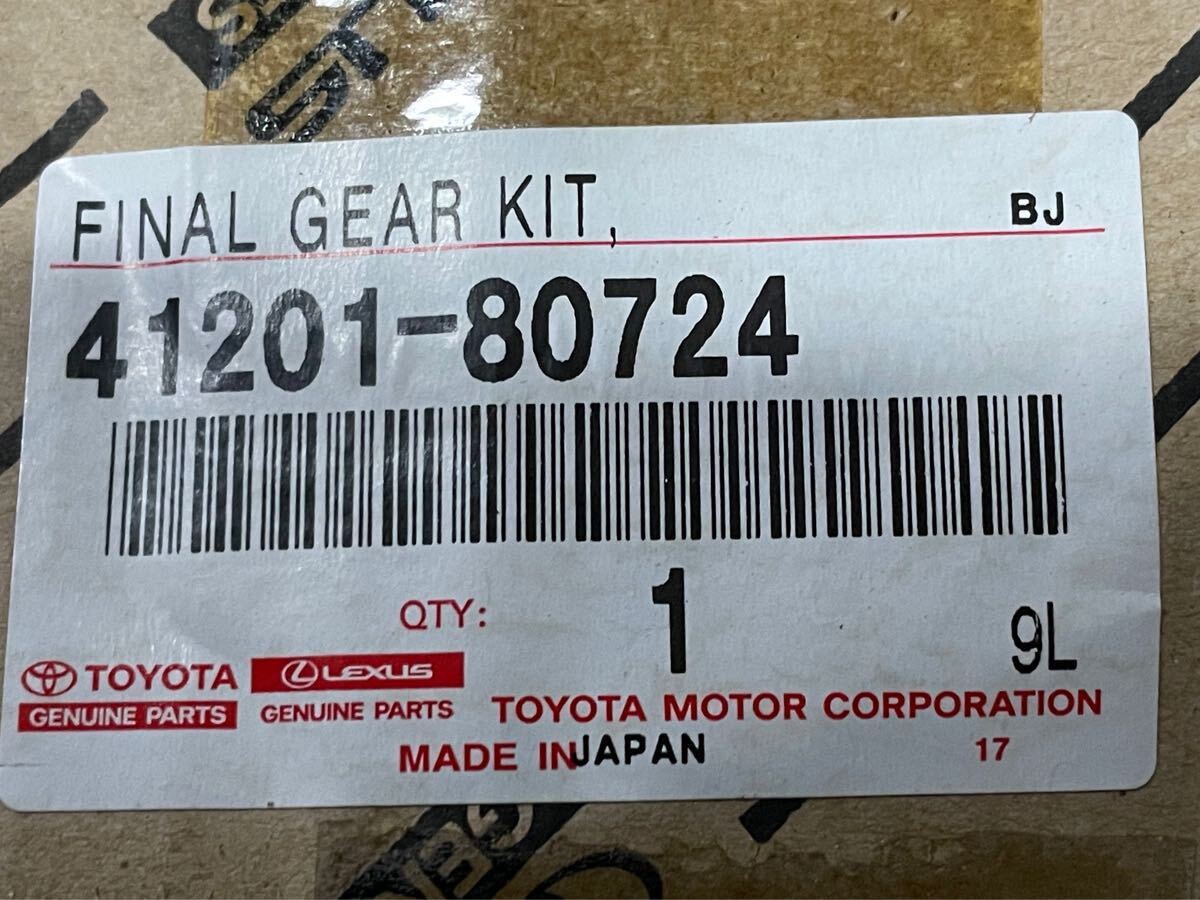 FINAL GEAR KIT, BJ
41201-80724
QTY: 1 9L
TOYOTA LEXUS
GENUINE PARTS GENUINE PARTS TOYOTA MOTOR CORPORATION
MADE IN JAPAN 17